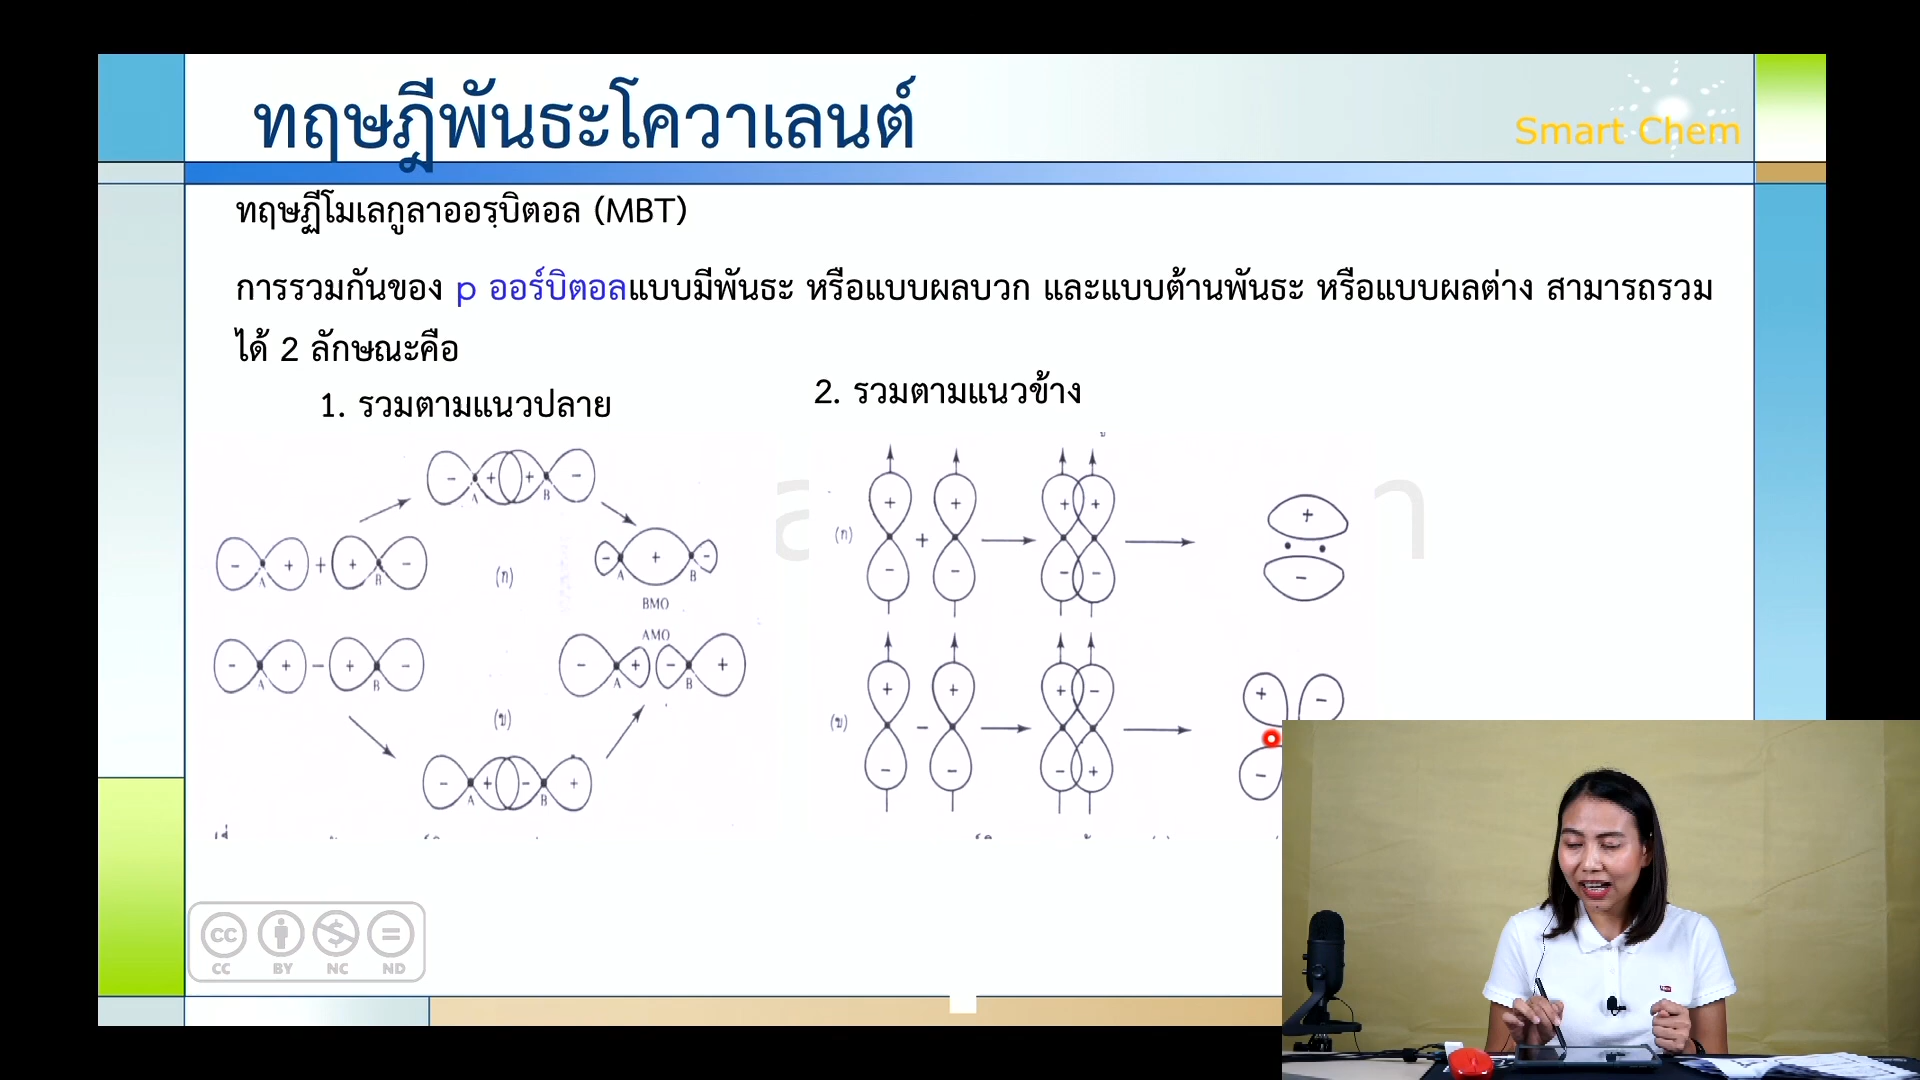 ทฤษฎีพันธะโควาเลนต์
Smart Chem
ทฤษฏีโมเลกูลาออรฺบิตอล (MBT)
การรวมกันของ p ออร์บิตอลแบบมีพันธะ หรือแบบผลบวก และแบบต้านพันธะ หรือแบบผลต่าง สามารถรวม
ได้ 2 ลักษณะคือ
1. รวมตามแนวปลาย
2. รวมตามแนวข้าง
- + + -
A B
- + + + -
A B
(ก)
- + -
A B
BMO
AMO
- + - + -
A B
(ข)
- + - +
A B
- + - +
A B
(ก)
+ + + + + +
- - - - -
(ข)
+ - + + - + -
- - - + -
CC BY NC ND